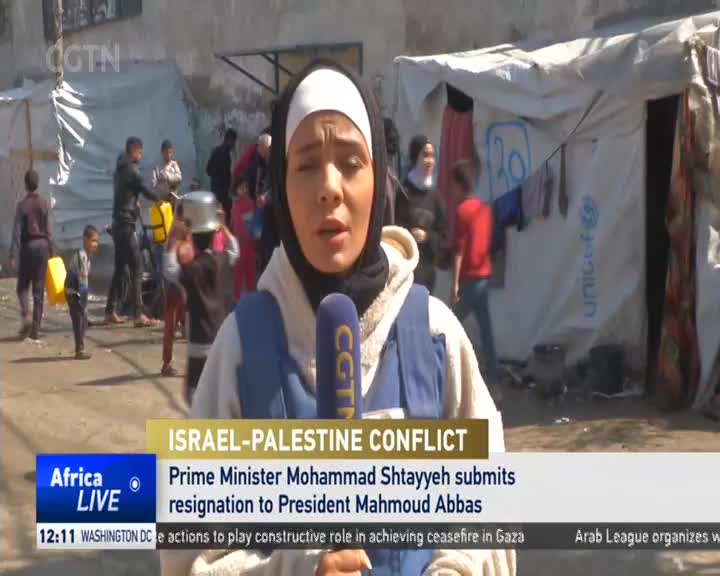 CGTN
20
unicef
CGTN
ISRAEL-PALESTINE CONFLICT
Africa
LIVE
Prime Minister Mohammad Shtayyeh submits
resignation to President Mahmoud Abbas
12:11 WASHINGTON DC
actions to play constructive role in achieving ceasefire in Gaza Arab League organizes